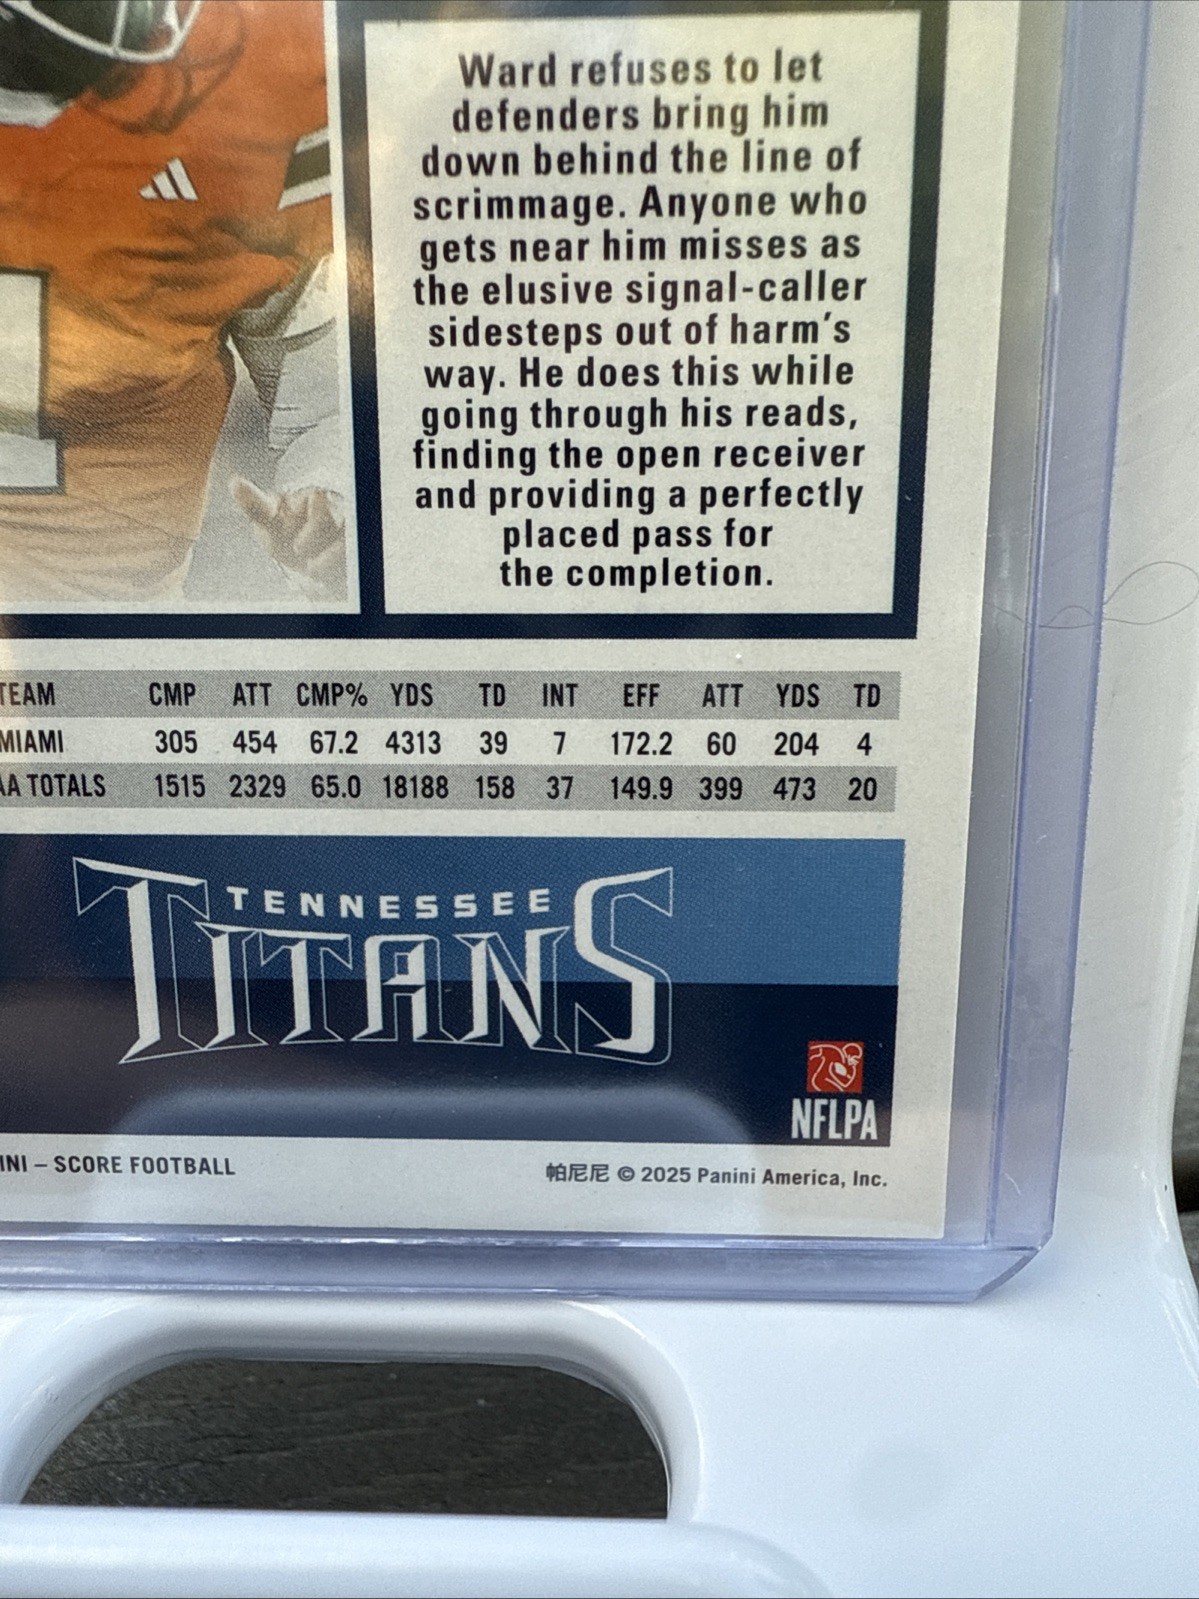 Ward refuses to let
defenders bring him
down behind the line of
scrimmage. Anyone who
gets near him misses as
the elusive signal-caller
sidesteps out of harm's
way. He does this while
going through his reads,
finding the open receiver
and providing a perfectly
placed pass for
the completion.
TEAM CMP ATT CMP% YDS TD INT EFF ATT YDS TD
MIAMI 305 454 67.2 4313 39 7 172.2 60 204 4
AA TOTALS 1515 2329 65.0 18188 158 37 149.9 399 473 20
TENNESSEE
TITANS
NFLPA
INI – SCORE FOOTBALL
帕尼尼 © 2025 Panini America, Inc.